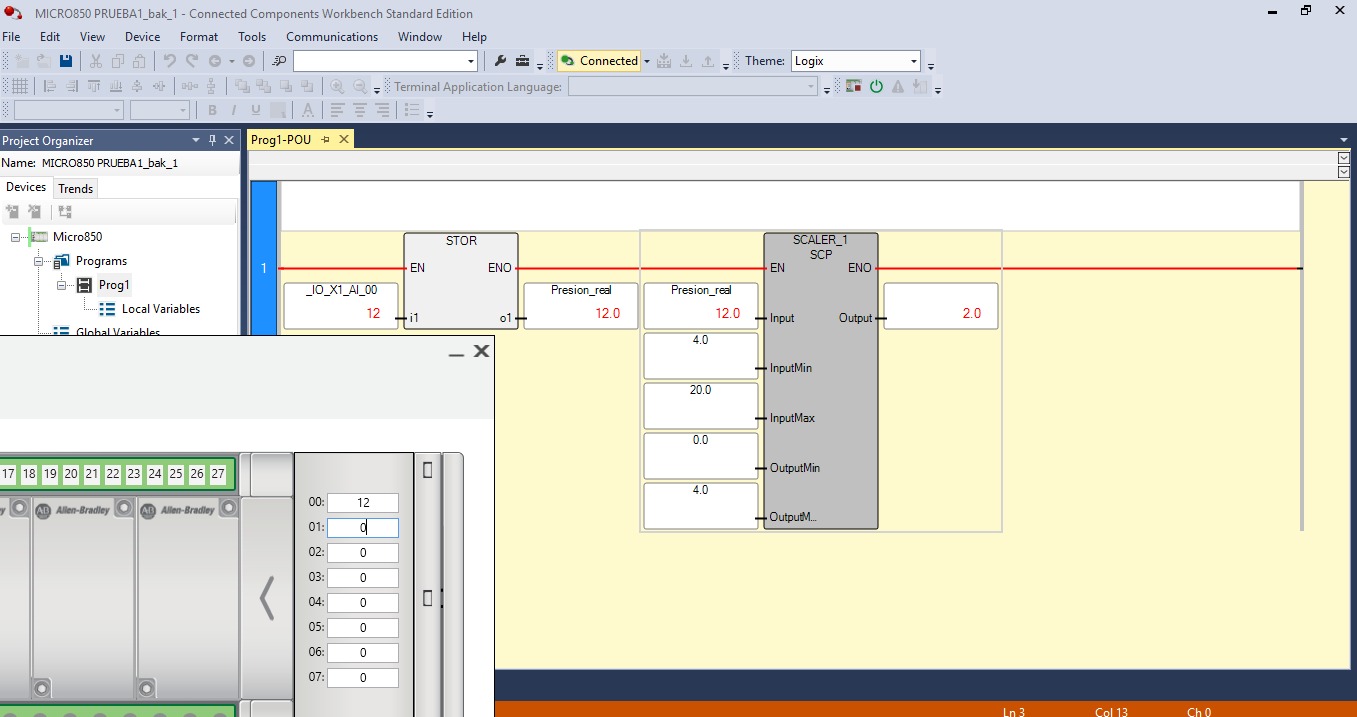 MICRO850 PRUEBA1_bak_1 - Connected Components Workbench Standard Edition
File Edit View Device Format Tools Communications Window Help
Connected Theme: Logix
Terminal Application Language:
B I U A
Project Organizer
Prog1-POU
Name: MICRO850 PRUEBA1_bak_1
Devices Trends
Micro850
Programs
Prog1
Local Variables
Global Variables
1
STOR
EN ENO
_IO_X1_AI_00
12
i1 o1
Presion_real
12.0
SCALER_1
SCP
EN ENO
Presion_real
12.0
Input Output
2.0
4.0
InputMin
20.0
InputMax
0.0
OutputMin
4.0
OutputM...
17 18 19 20 21 22 23 24 25 26 27
AB Allen-Bradley AB Allen-Bradley
00: 12
01: 0
02: 0
03: 0
04: 0
05: 0
06: 0
07: 0
Ln 3 Col 13 Ch 0